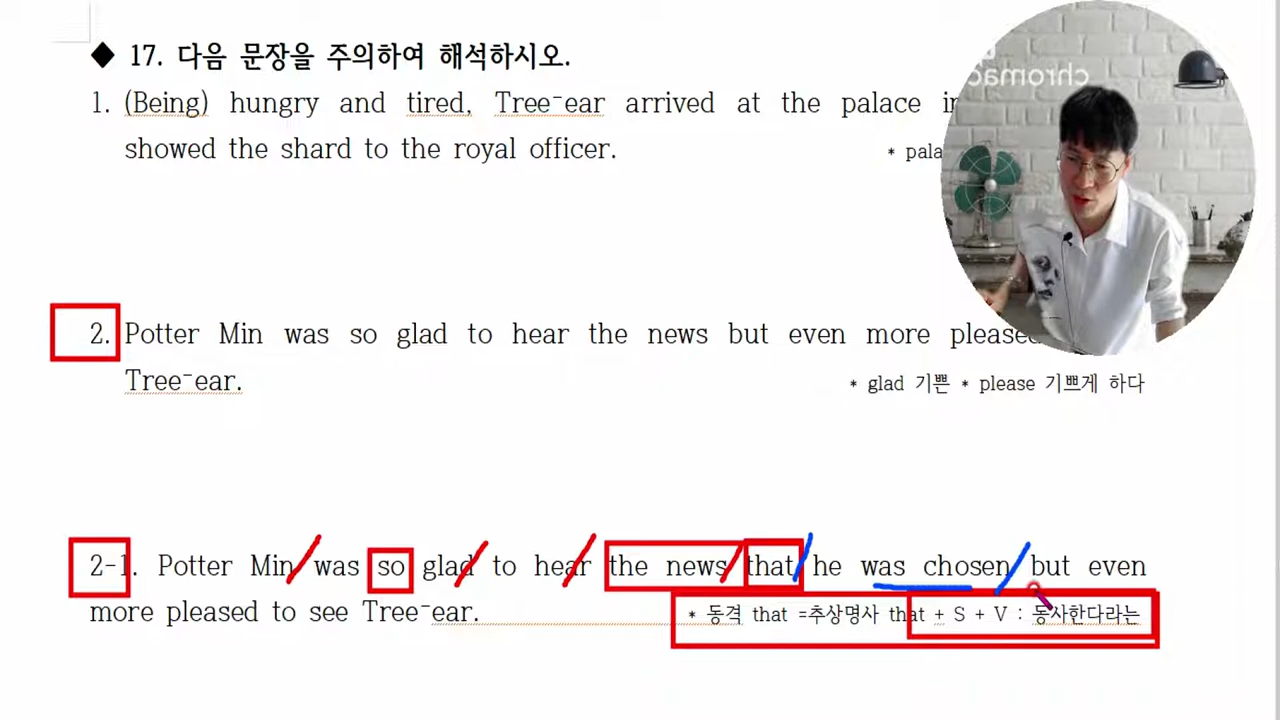 ◆ 17. 다음 문장을 주의하여 해석하시오.
1. (Being) hungry and tired, Tree-ear arrived at the palace
showed the shard to the royal officer.
chromac
2. Potter Min was so glad to hear the news but even more pleased
Tree-ear.
* glad 기쁜 * please 기쁘게 하다
2-1. Potter Min was so glad to hear the news that he was chosen but even
more pleased to see Tree-ear.
* 동격 that =추상명사 that + S + V : 동사한다라는